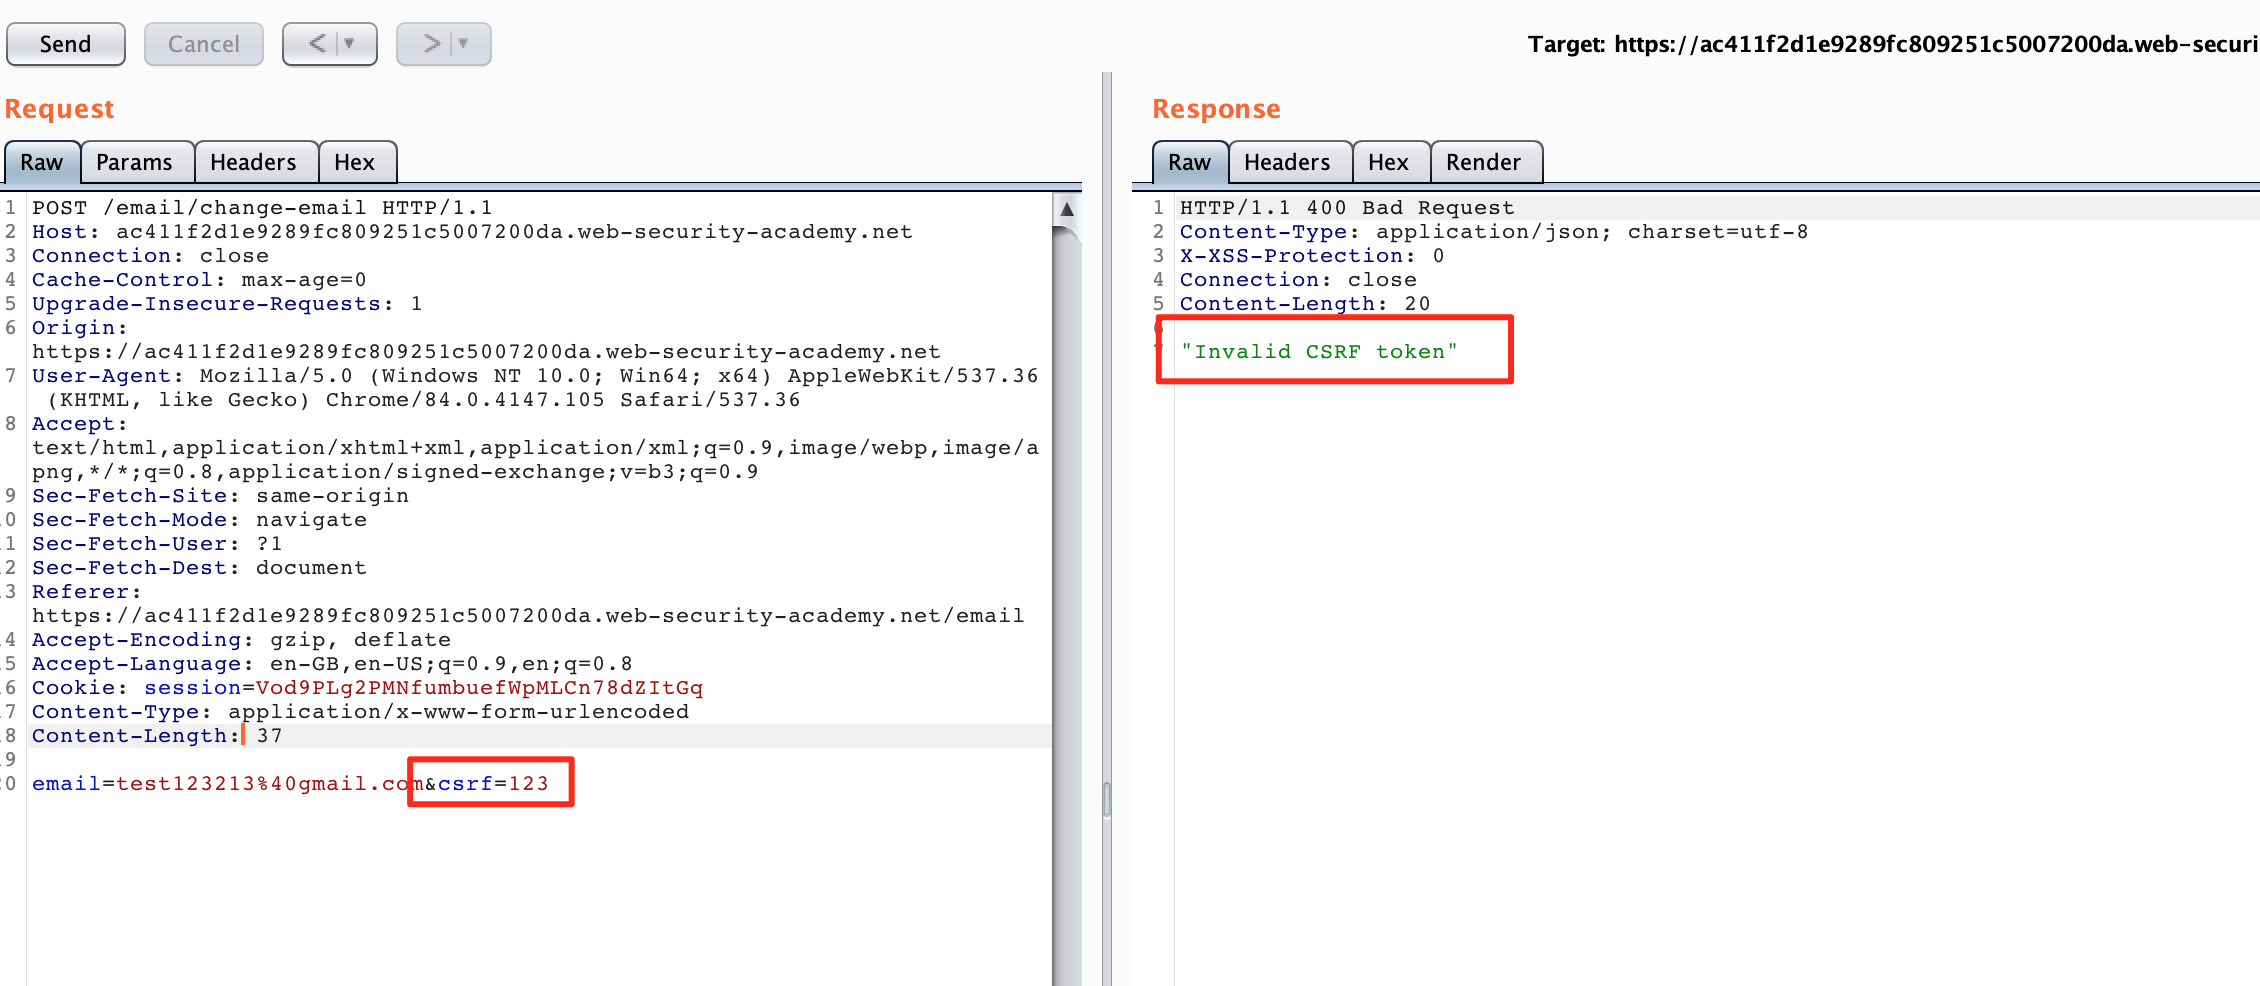 Send Cancel < >
Target: https://ac411f2d1e9289fc809251c5007200da.web-securi
Request
Raw Params Headers Hex
1 POST /email/change-email HTTP/1.1
2 Host: ac411f2d1e9289fc809251c5007200da.web-security-academy.net
3 Connection: close
4 Cache-Control: max-age=0
5 Upgrade-Insecure-Requests: 1
6 Origin:
https://ac411f2d1e9289fc809251c5007200da.web-security-academy.net
7 User-Agent: Mozilla/5.0 (Windows NT 10.0; Win64; x64) AppleWebKit/537.36
(KHTML, like Gecko) Chrome/84.0.4147.105 Safari/537.36
8 Accept:
text/html,application/xhtml+xml,application/xml;q=0.9,image/webp,image/a
png,*/*;q=0.8,application/signed-exchange;v=b3;q=0.9
9 Sec-Fetch-Site: same-origin
0 Sec-Fetch-Mode: navigate
1 Sec-Fetch-User: ?1
2 Sec-Fetch-Dest: document
3 Referer:
https://ac411f2d1e9289fc809251c5007200da.web-security-academy.net/email
4 Accept-Encoding: gzip, deflate
5 Accept-Language: en-GB,en-US;q=0.9,en;q=0.8
6 Cookie: session=Vod9PLg2PMNfumbuefWpMLCn78dZItGq
7 Content-Type: application/x-www-form-urlencoded
8 Content-Length: 37
9
0 email=test123213%40gmail.com&csrf=123
Response
Raw Headers Hex Render
1 HTTP/1.1 400 Bad Request
2 Content-Type: application/json; charset=utf-8
3 X-XSS-Protection: 0
4 Connection: close
5 Content-Length: 20
6
7 "Invalid CSRF token"